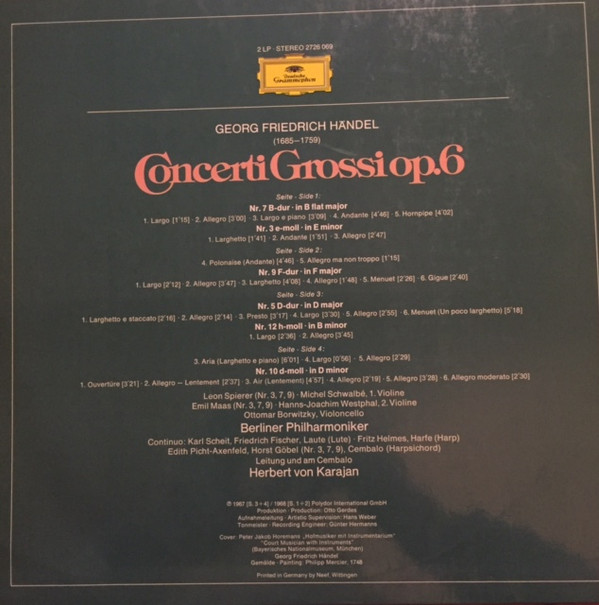 2 LP · STEREO 2726 069
Deutsche
Grammophon
GEORG FRIEDRICH HÄNDEL
(1685–1759)
Concerti Grossi op.6
Seite - Side 1:
Nr. 7 B-dur · in B flat major
1. Largo [1'15] · 2. Allegro [3'00] · 3. Largo e piano [3'09] · 4. Andante [4'46] · 5. Hornpipe [4'02]
Nr. 3 e-moll · in E minor
1. Larghetto [1'41] · 2. Andante [1'51] · 3. Allegro [2'47]
Seite - Side 2:
4. Polonaise (Andante) [4'46] · 5. Allegro ma non troppo [1'15]
Nr. 9 F-dur · in F major
1. Largo [2'12] · 2. Allegro [3'47] · 3. Larghetto [4'08] · 4. Allegro [1'48] · 5. Menuet [2'26] · 6. Gigue [2'40]
Seite - Side 3:
Nr. 5 D-dur · in D major
1. Larghetto e staccato [2'16] · 2. Allegro [2'14] · 3. Presto [3'17] · 4. Largo [3'30] · 5. Allegro [2'55] · 6. Menuet (Un poco larghetto) [5'18]
Nr. 12 h-moll · in B minor
1. Largo [2'36] · 2. Allegro [3'45]
Seite - Side 4:
3. Aria (Larghetto e piano) [6'01] · 4. Largo [0'56] · 5. Allegro [2'29]
Nr. 10 d-moll · in D minor
1. Ouvertüre [3'21] · 2. Allegro – Lentement [2'37] · 3. Air (Lentement) [4'57] · 4. Allegro [2'19] · 5. Allegro [3'28] · 6. Allegro moderato [2'30]
Leon Spierer (Nr. 3, 7, 9) · Michel Schwalbé, 1. Violine
Emil Maas (Nr. 3, 7, 9) · Hanns-Joachim Westphal, 2. Violine
Ottomar Borwitzky, Violoncello
Berliner Philharmoniker
Continuo: Karl Scheit, Friedrich Fischer, Laute (Lute) · Fritz Helmes, Harfe (Harp)
Edith Picht-Axenfeld, Horst Göbel (Nr. 3, 7, 9), Cembalo (Harpsichord)
Leitung und am Cembalo
Herbert von Karajan
℗ 1967 [S. 3+4] / 1968 [S. 1+2] Polydor International GmbH
Produktion · Production: Otto Gerdes
Aufnahmeleitung · Artistic Supervision: Hans Weber
Tonmeister · Recording Engineer: Günter Hermanns
Cover: Peter Jakob Horemans „Hofmusiker mit Instrumentarium"
"Court Musician with Instruments"
(Bayerisches Nationalmuseum, München)
Georg Friedrich Händel
Gemälde · Painting: Philipp Mercier, 1748
Printed in Germany by Neef, Wittingen